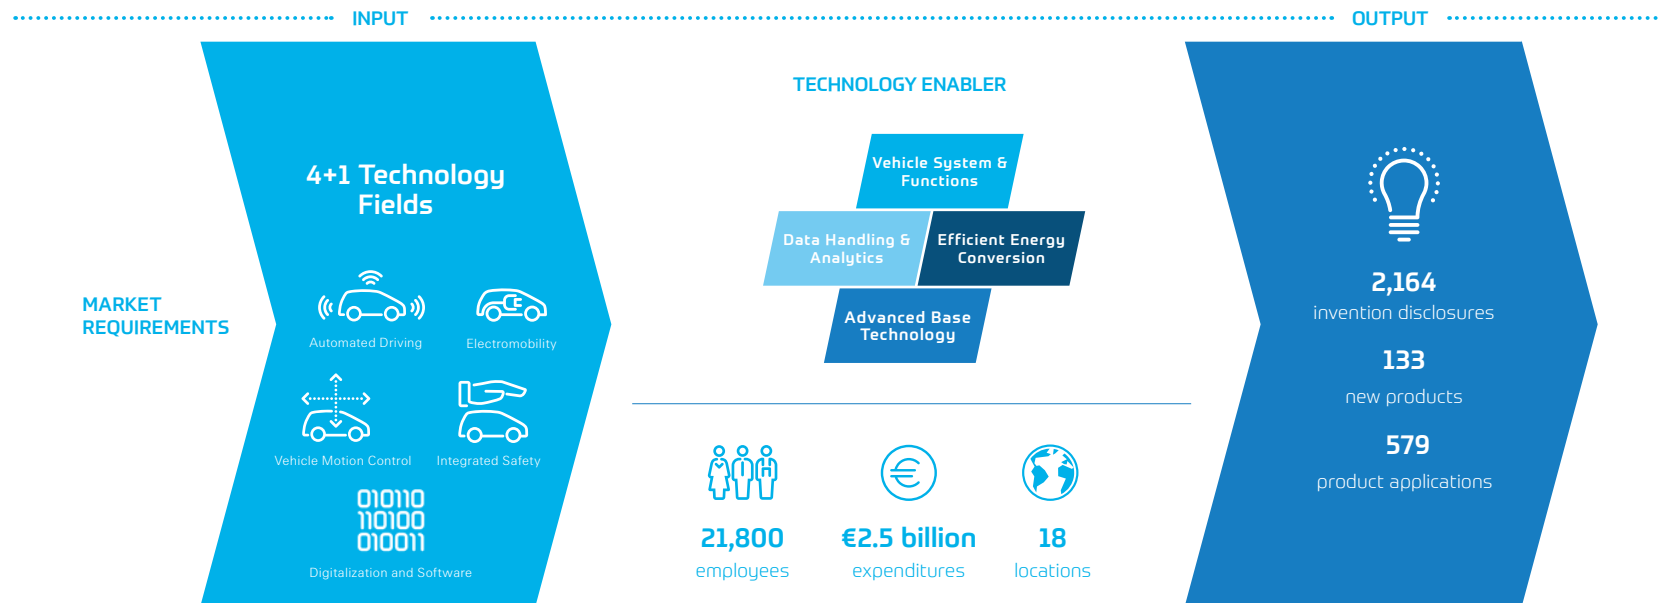 INPUT
OUTPUT
MARKET
REQUIREMENTS
4+1 Technology
Fields
Automated Driving
Electromobility
Vehicle Motion Control
Integrated Safety
010110
110100
010011
Digitalization and Software
TECHNOLOGY ENABLER
Vehicle System &
Functions
Data Handling &
Analytics
Efficient Energy
Conversion
Advanced Base
Technology
21,800
employees
€2.5 billion
expenditures
18
locations
2,164
invention disclosures
133
new products
579
product applications